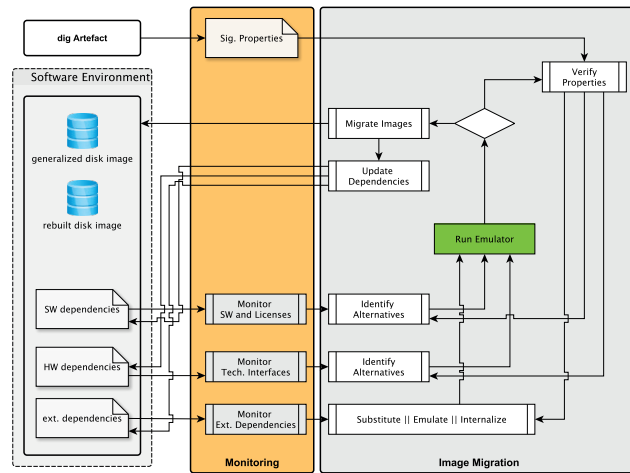 dig Artefact
Sig. Properties
Verify
Properties
Software Environment
generalized disk image
rebuilt disk image
Migrate Images
Update
Dependencies
Run Emulator
SW dependencies
Monitor
SW and Licenses
Identify
Alternatives
HW dependencies
Monitor
Tech. Interfaces
Identify
Alternatives
ext. dependencies
Monitor
Ext. Dependencies
Substitute || Emulate || Internalize
Monitoring
Image Migration